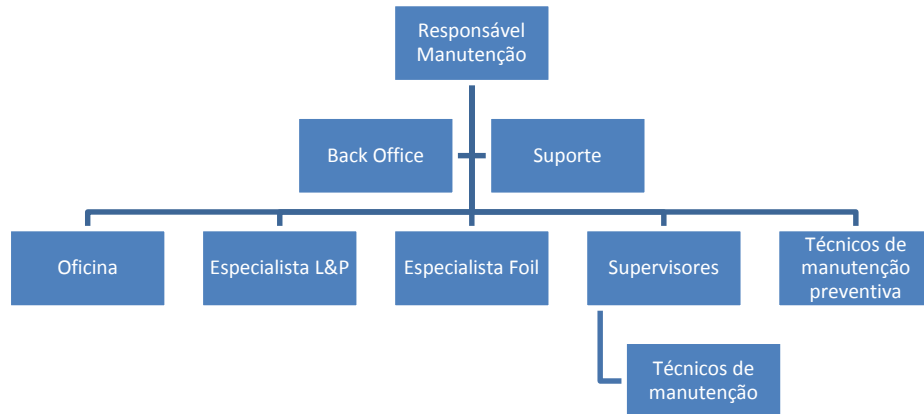 Responsável
Manutenção
Back Office
Suporte
Oficina
Especialista L&P
Especialista Foil
Supervisores
Técnicos de
manutenção
preventiva
Técnicos de
manutenção